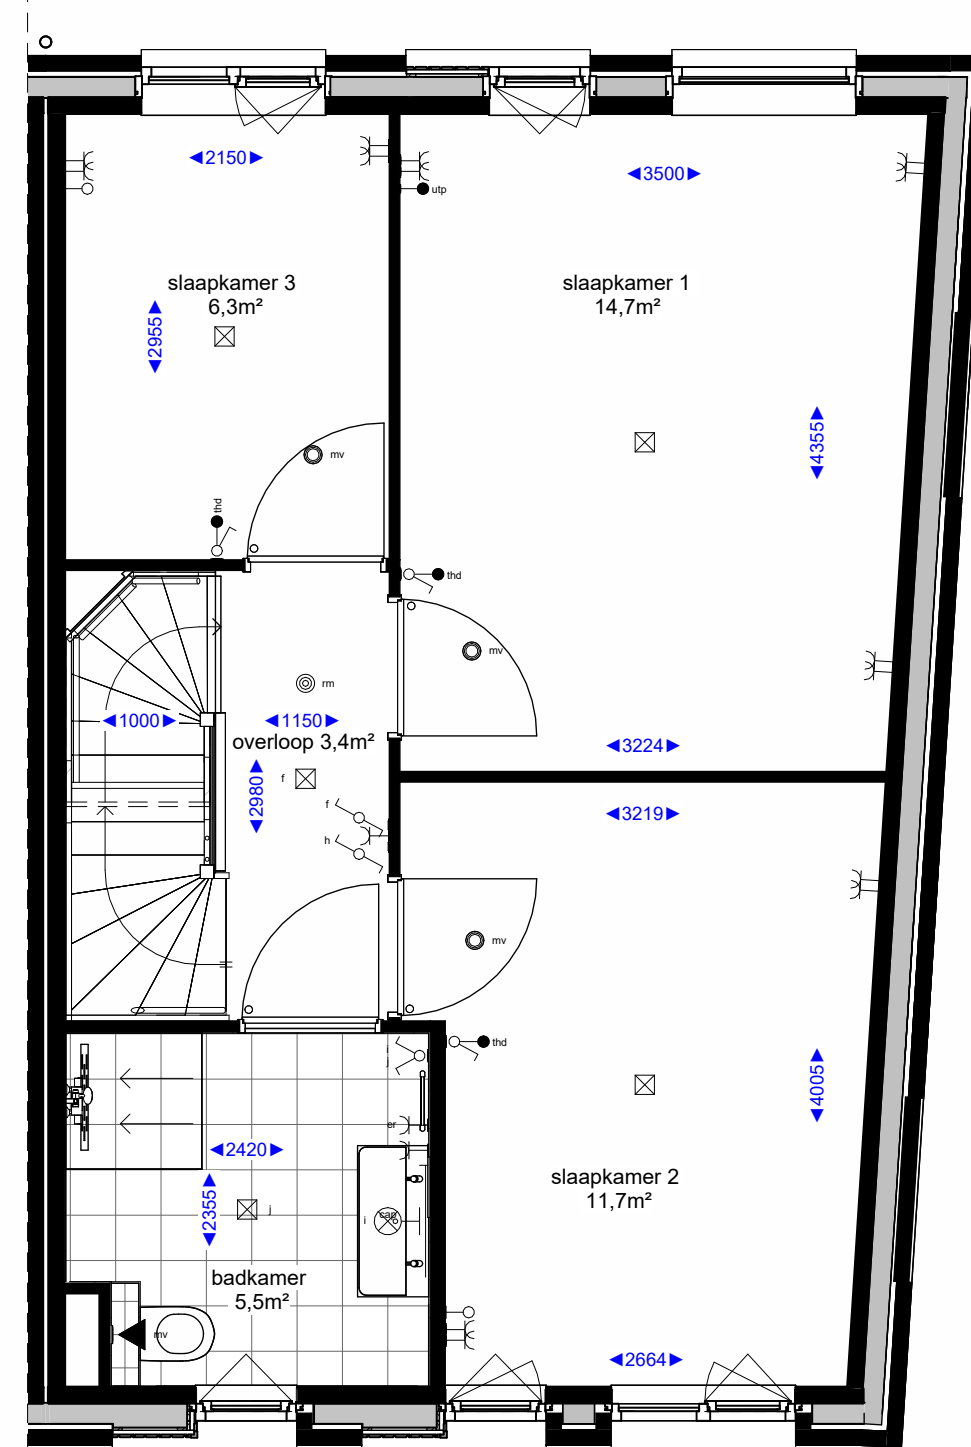 2150
3500
utp
slaapkamer 3
6,3m²
slaapkamer 1
14,7m²
2955
4355
mv
thd
thd
mv
rm
1000
1150
overloop 3,4m²
f
2980
3224
f
h
3219
mv
thd
4005
er
2420
2355
j
i
cap
slaapkamer 2
11,7m²
badkamer
5,5m²
mv
2664